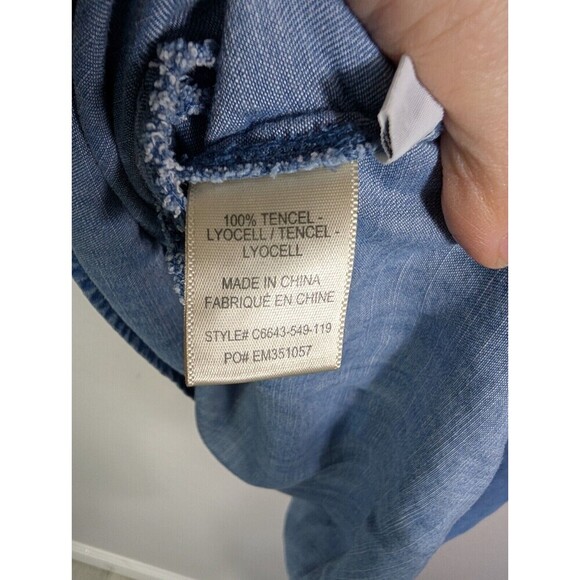 100% TENCEL -
LYOCELL / TENCEL -
LYOCELL
MADE IN CHINA
FABRIQUÉ EN CHINE
STYLE# C6643-549-119
PO# EM351057